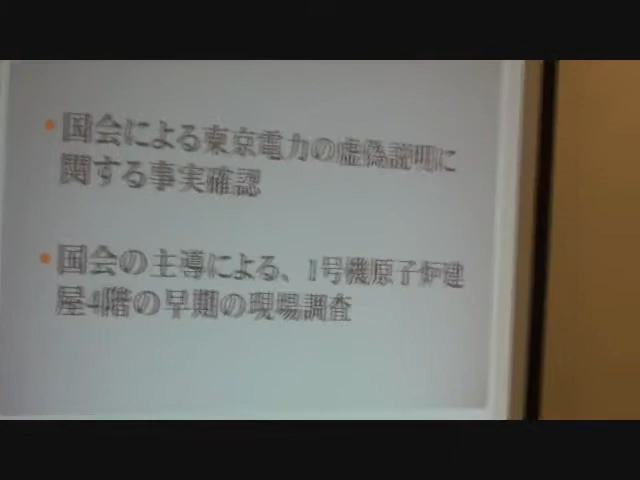 国会による東京電力の虚偽説明に
関する事実確認
国会の主導による、1号機原子炉建
屋4階の早期の現場調査